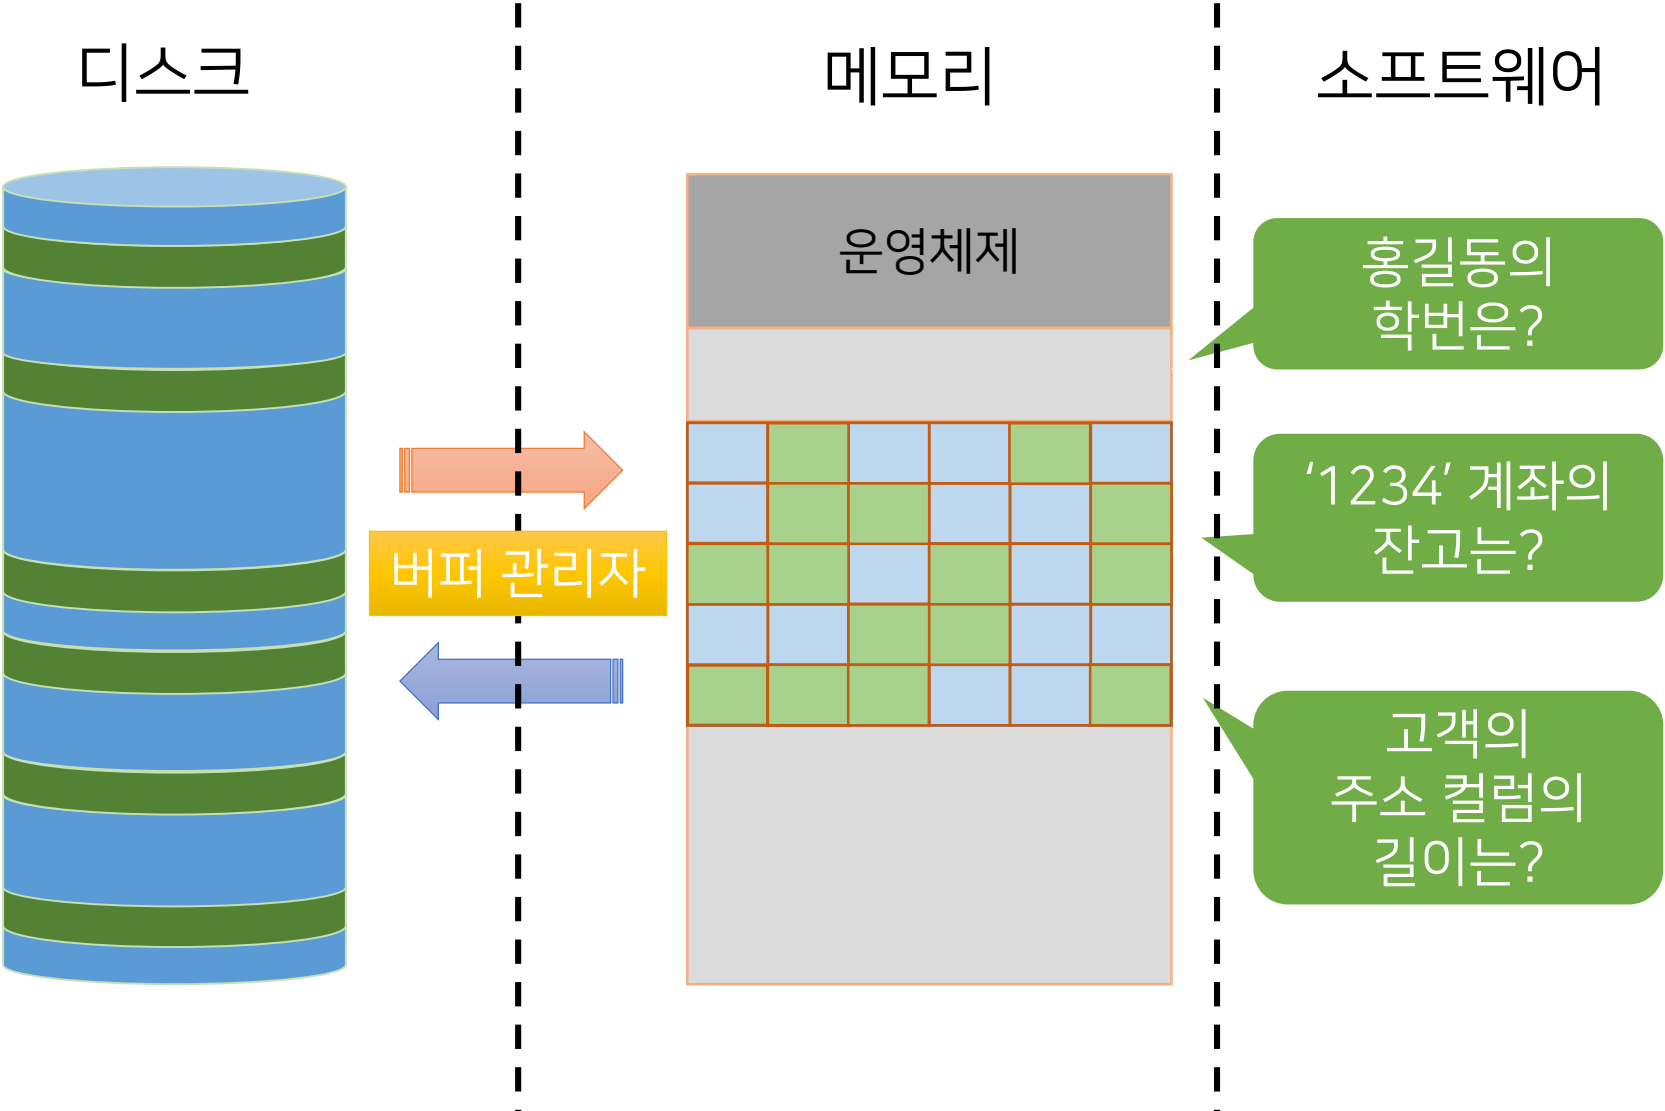 디스크
메모리
소프트웨어
운영체제
홍길동의
학번은?
버퍼 관리자
‘1234’ 계좌의
잔고는?
고객의
주소 컬럼의
길이는?